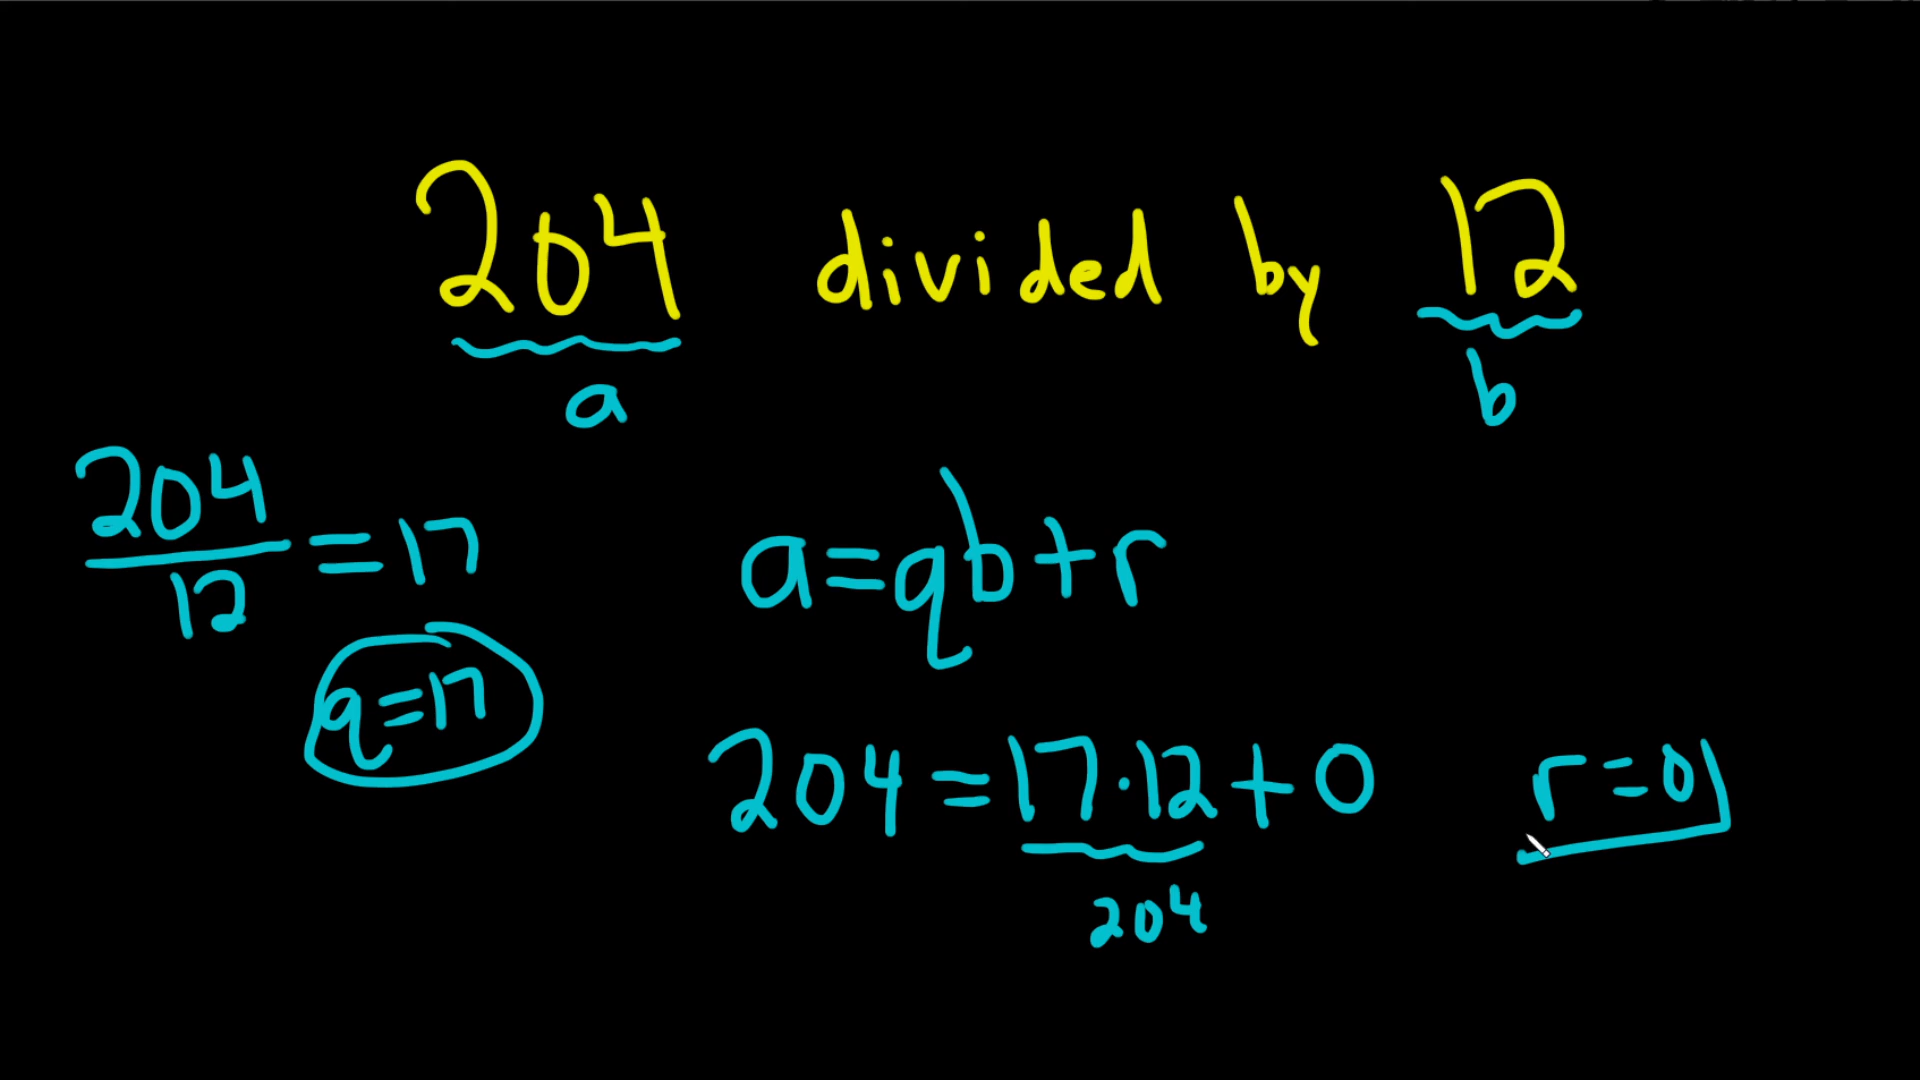 204 divided by 12
a b
204/12 = 17
a = qb + r
q = 17
204 = 17 · 12 + 0 r = 0
204